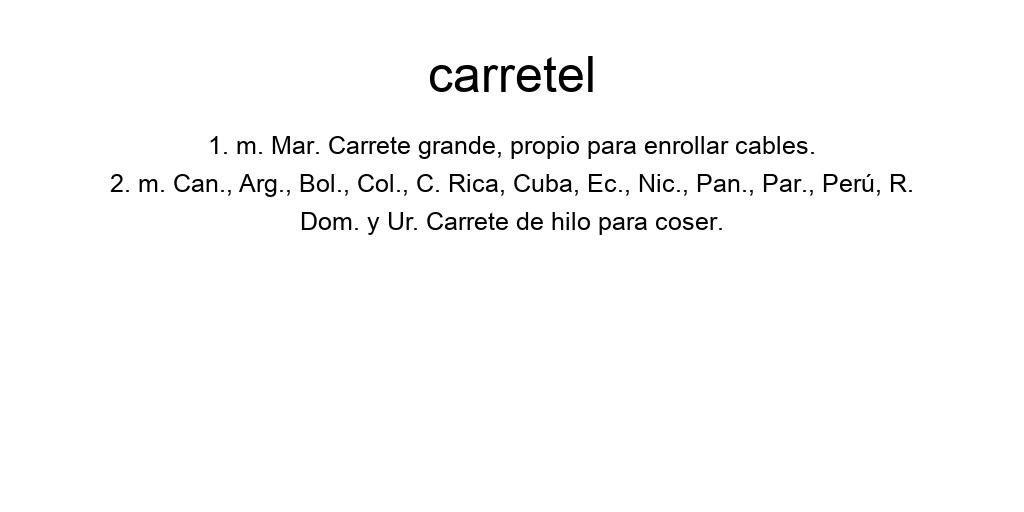 carretel
1. m. Mar. Carrete grande, propio para enrollar cables.
2. m. Can., Arg., Bol., Col., C. Rica, Cuba, Ec., Nic., Pan., Par., Perú, R.
Dom. y Ur. Carrete de hilo para coser.